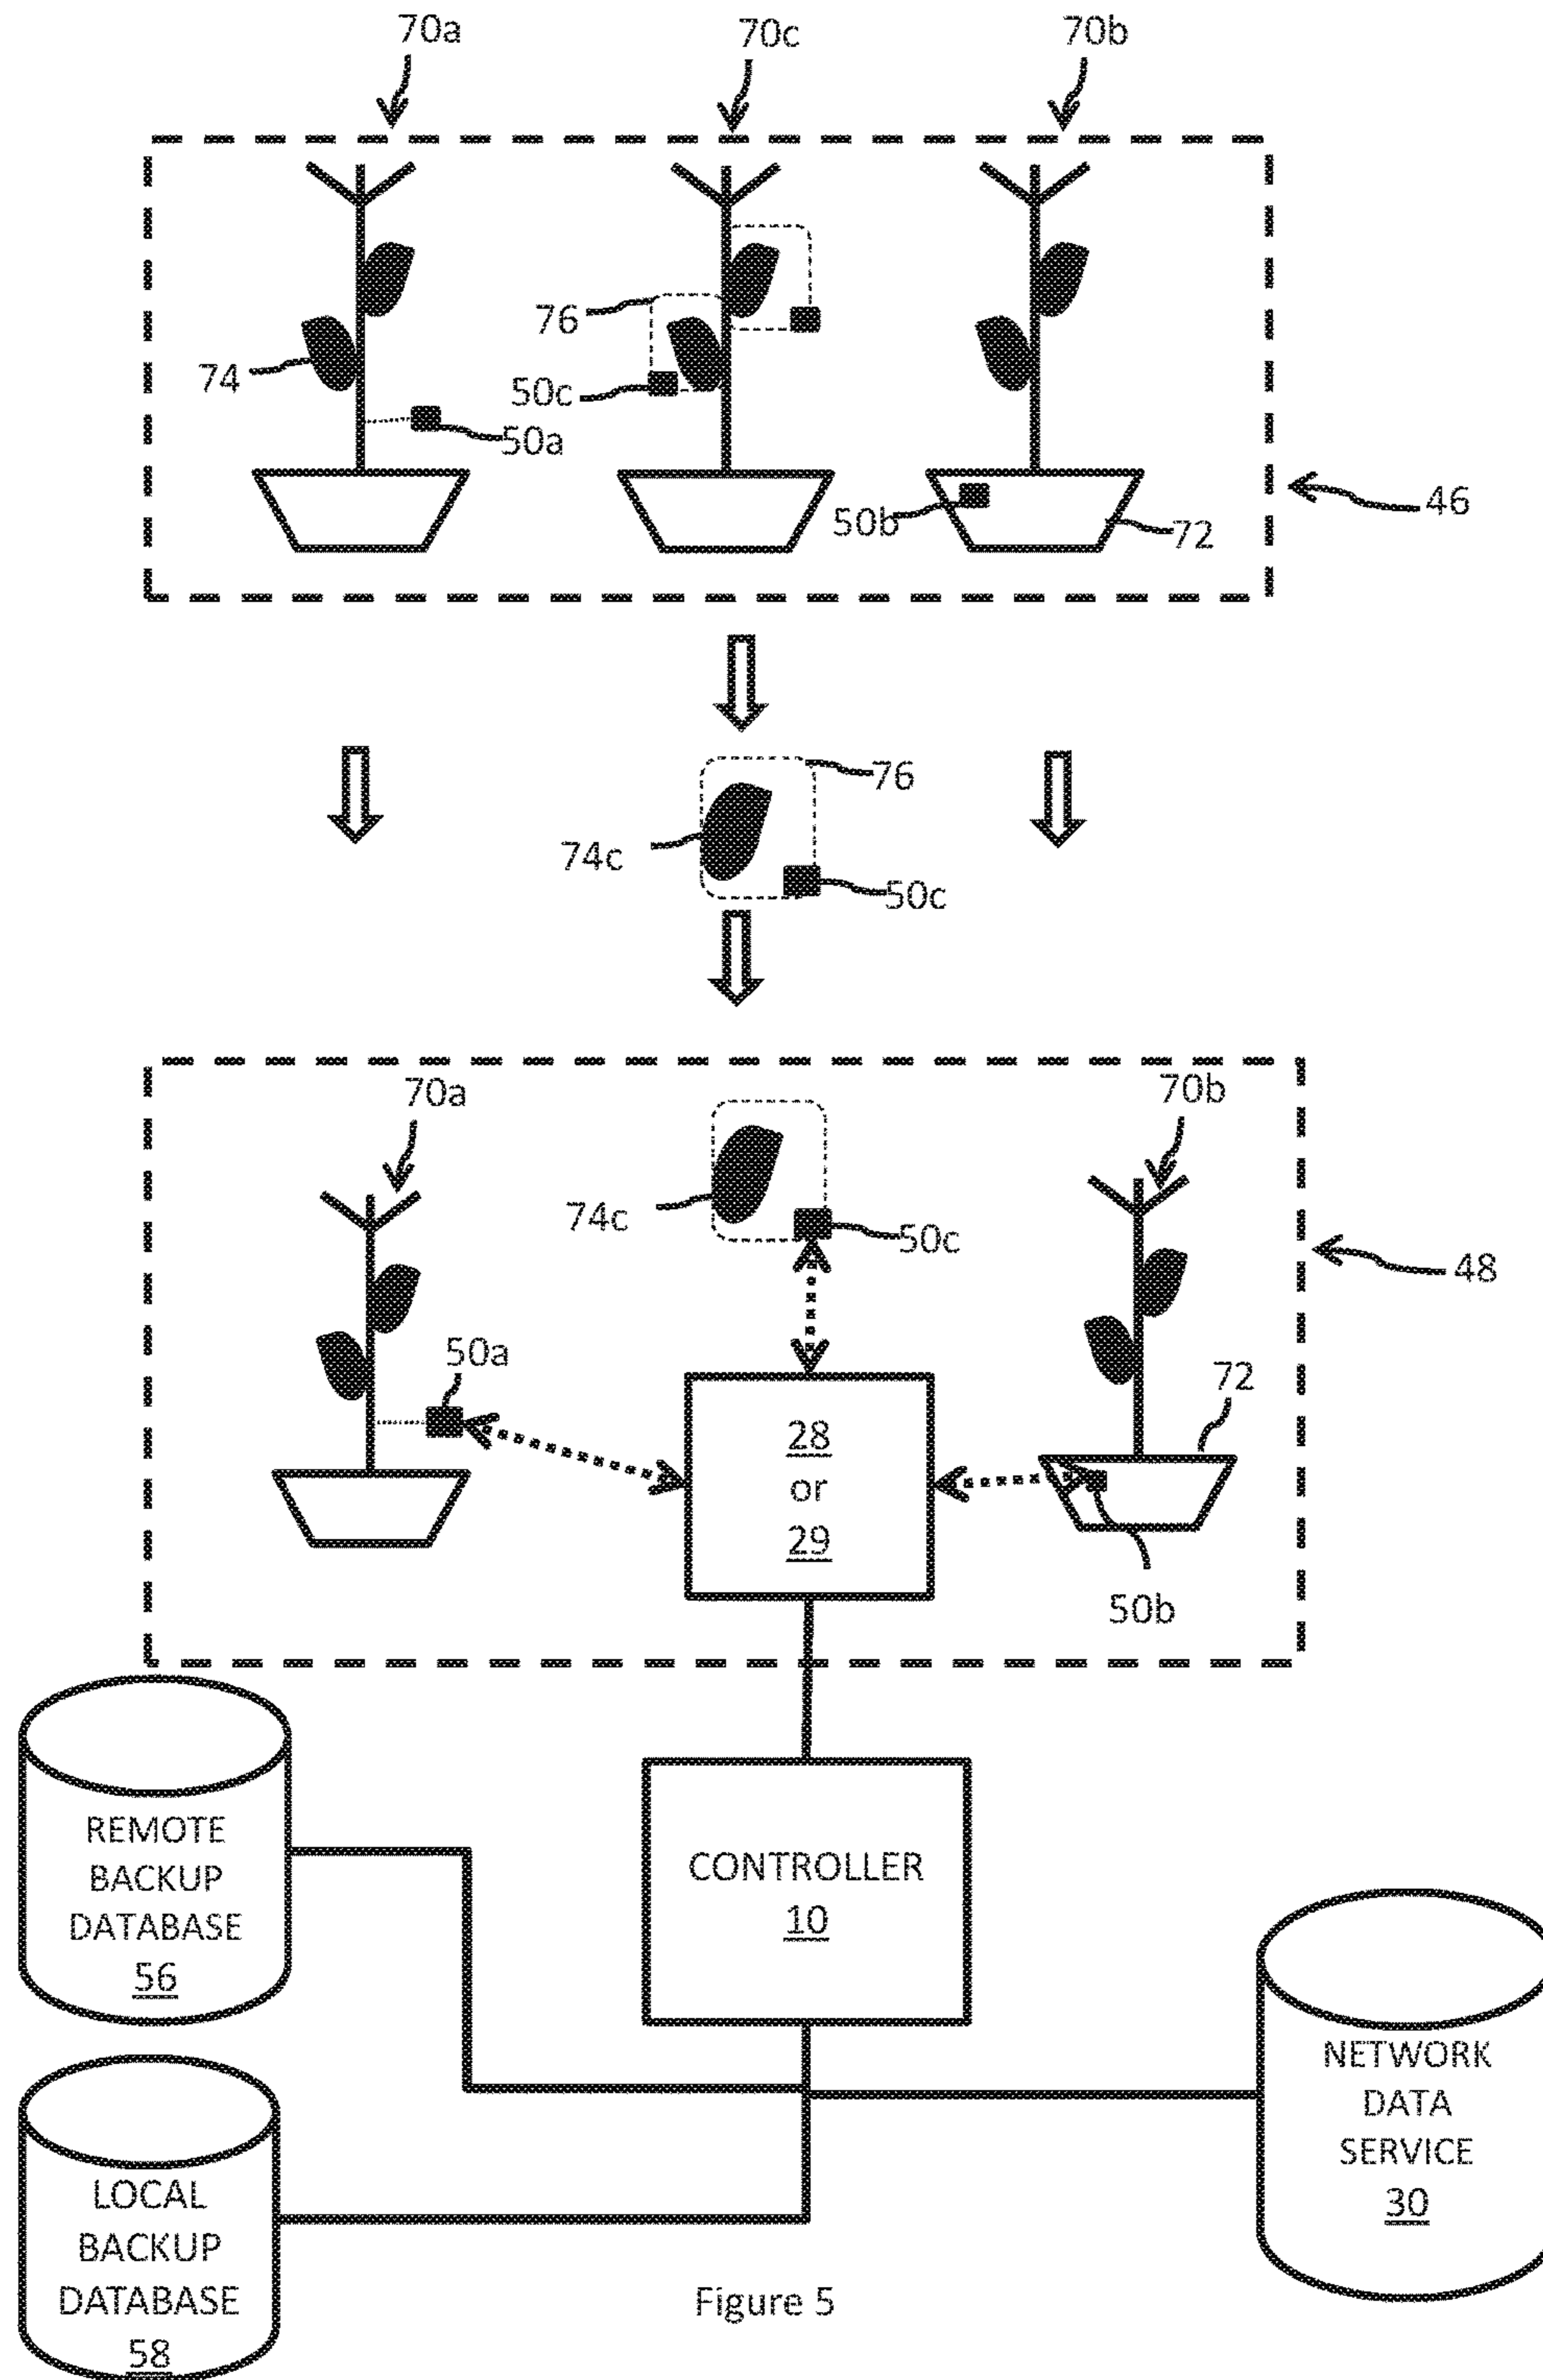 70a
70c
70b
76
74
50c
50a
50b
72
46
76
74c
50c
70a
70b
74c
50c
48
50a
72
28
or
29
50b
REMOTE
BACKUP
DATABASE
56
CONTROLLER
10
NETWORK
DATA
SERVICE
30
LOCAL
BACKUP
DATABASE
58
Figure 5